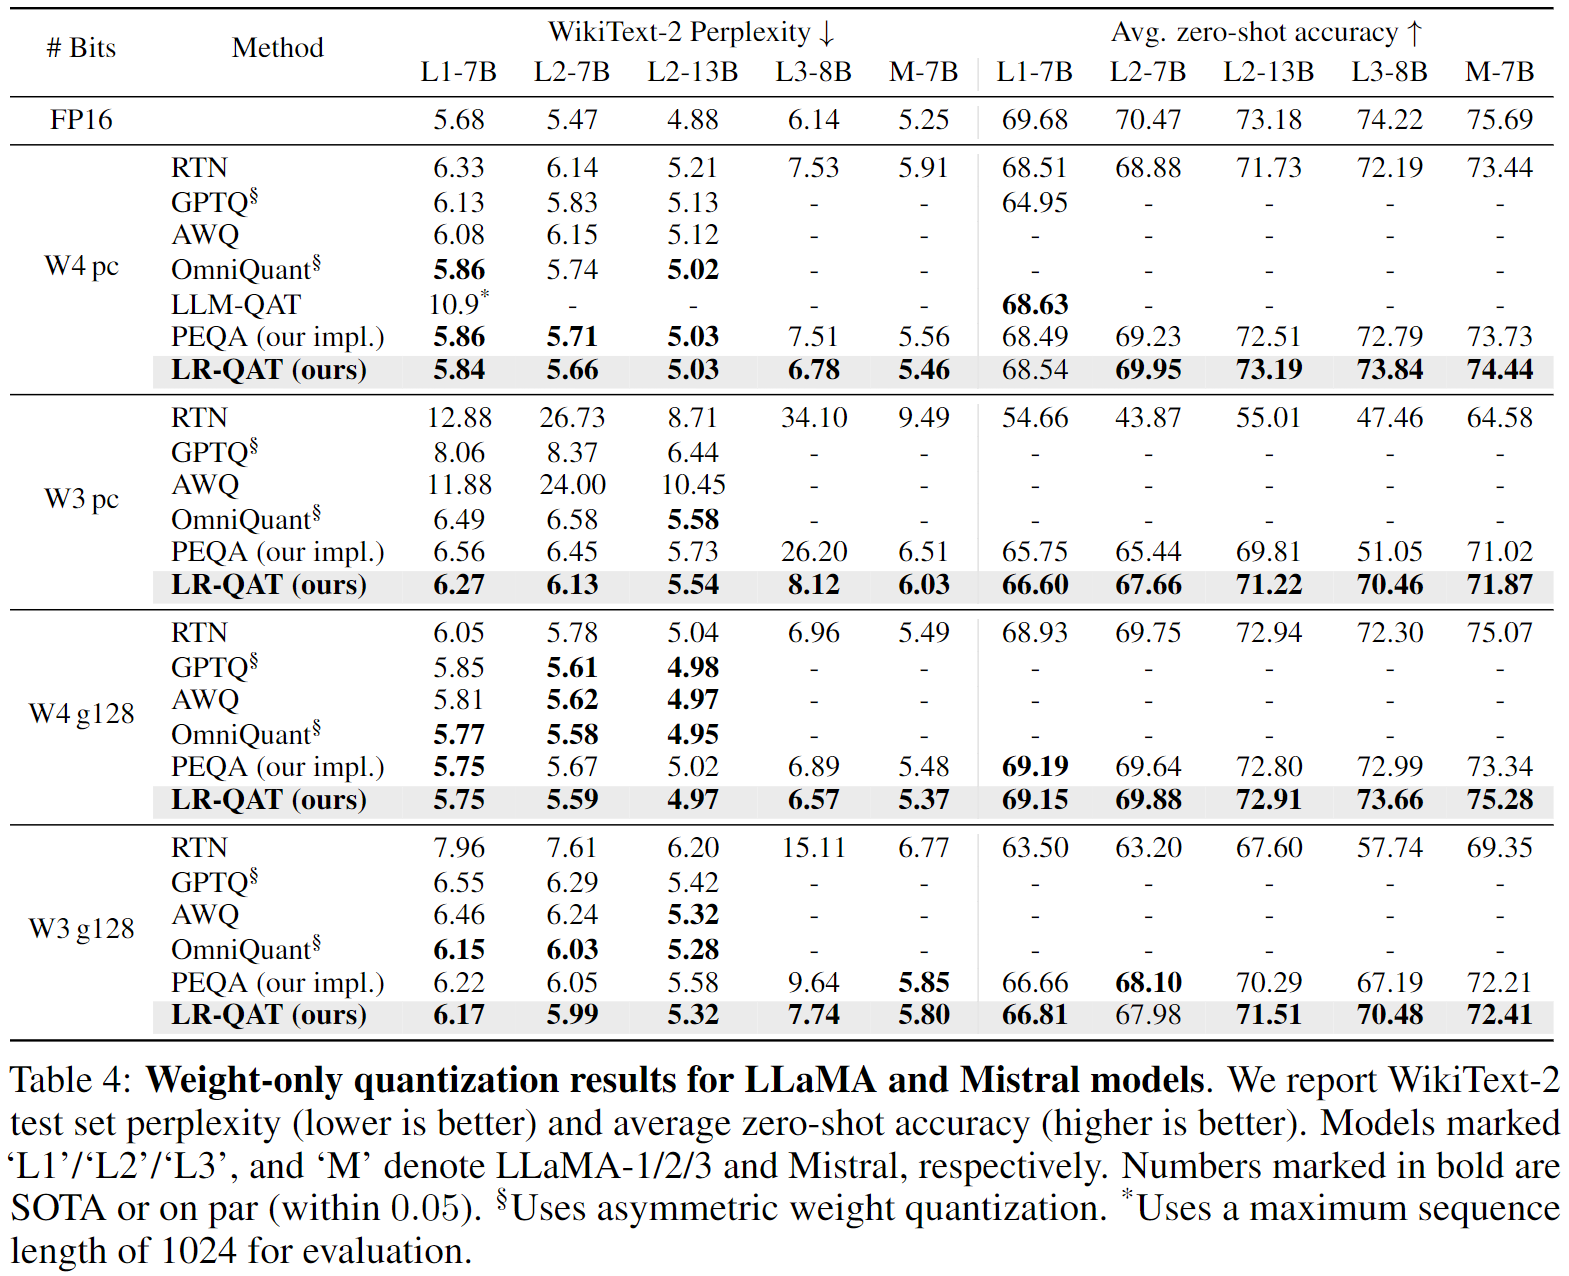 # Bits Method WikiText-2 Perplexity ↓ Avg. zero-shot accuracy ↑
L1-7B L2-7B L2-13B L3-8B M-7B L1-7B L2-7B L2-13B L3-8B M-7B
FP16 5.68 5.47 4.88 6.14 5.25 69.68 70.47 73.18 74.22 75.69
W4 pc
RTN 6.33 6.14 5.21 7.53 5.91 68.51 68.88 71.73 72.19 73.44
GPTQ§ 6.13 5.83 5.13 - - 64.95 - - - -
AWQ 6.08 6.15 5.12 - - - - - - -
OmniQuant§ 5.86 5.74 5.02 - - - - - - -
LLM-QAT 10.9* - - - - 68.63 - - - -
PEQA (our impl.) 5.86 5.71 5.03 7.51 5.56 68.49 69.23 72.51 72.79 73.73
LR-QAT (ours) 5.84 5.66 5.03 6.78 5.46 68.54 69.95 73.19 73.84 74.44
W3 pc
RTN 12.88 26.73 8.71 34.10 9.49 54.66 43.87 55.01 47.46 64.58
GPTQ§ 8.06 8.37 6.44 - - - - - - -
AWQ 11.88 24.00 10.45 - - - - - - -
OmniQuant§ 6.49 6.58 5.58 - - - - - - -
PEQA (our impl.) 6.56 6.45 5.73 26.20 6.51 65.75 65.44 69.81 51.05 71.02
LR-QAT (ours) 6.27 6.13 5.54 8.12 6.03 66.60 67.66 71.22 70.46 71.87
W4 g128
RTN 6.05 5.78 5.04 6.96 5.49 68.93 69.75 72.94 72.30 75.07
GPTQ§ 5.85 5.61 4.98 - - - - - - -
AWQ 5.81 5.62 4.97 - - - - - - -
OmniQuant§ 5.77 5.58 4.95 - - - - - - -
PEQA (our impl.) 5.75 5.67 5.02 6.89 5.48 69.19 69.64 72.80 72.99 73.34
LR-QAT (ours) 5.75 5.59 4.97 6.57 5.37 69.15 69.88 72.91 73.66 75.28
W3 g128
RTN 7.96 7.61 6.20 15.11 6.77 63.50 63.20 67.60 57.74 69.35
GPTQ§ 6.55 6.29 5.42 - - - - - - -
AWQ 6.46 6.24 5.32 - - - - - - -
OmniQuant§ 6.15 6.03 5.28 - - - - - - -
PEQA (our impl.) 6.22 6.05 5.58 9.64 5.85 66.66 68.10 70.29 67.19 72.21
LR-QAT (ours) 6.17 5.99 5.32 7.74 5.80 66.81 67.98 71.51 70.48 72.41
Table 4: Weight-only quantization results for LLaMA and Mistral models. We report WikiText-2
test set perplexity (lower is better) and average zero-shot accuracy (higher is better). Models marked
‘L1’/‘L2’/‘L3’, and ‘M’ denote LLaMA-1/2/3 and Mistral, respectively. Numbers marked in bold are
SOTA or on par (within 0.05). §Uses asymmetric weight quantization. *Uses a maximum sequence
length of 1024 for evaluation.